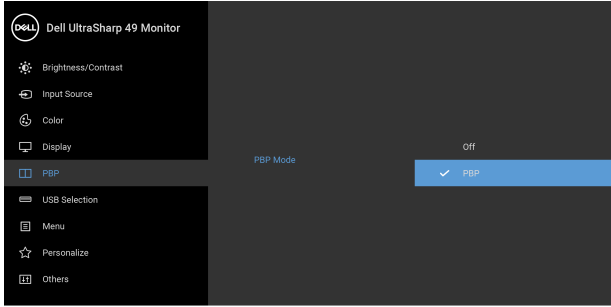 DELL Dell UltraSharp 49 Monitor
Brightness/Contrast
Input Source
Color
Display
PBP
USB Selection
Menu
Personalize
Others
PBP Mode
Off
PBP